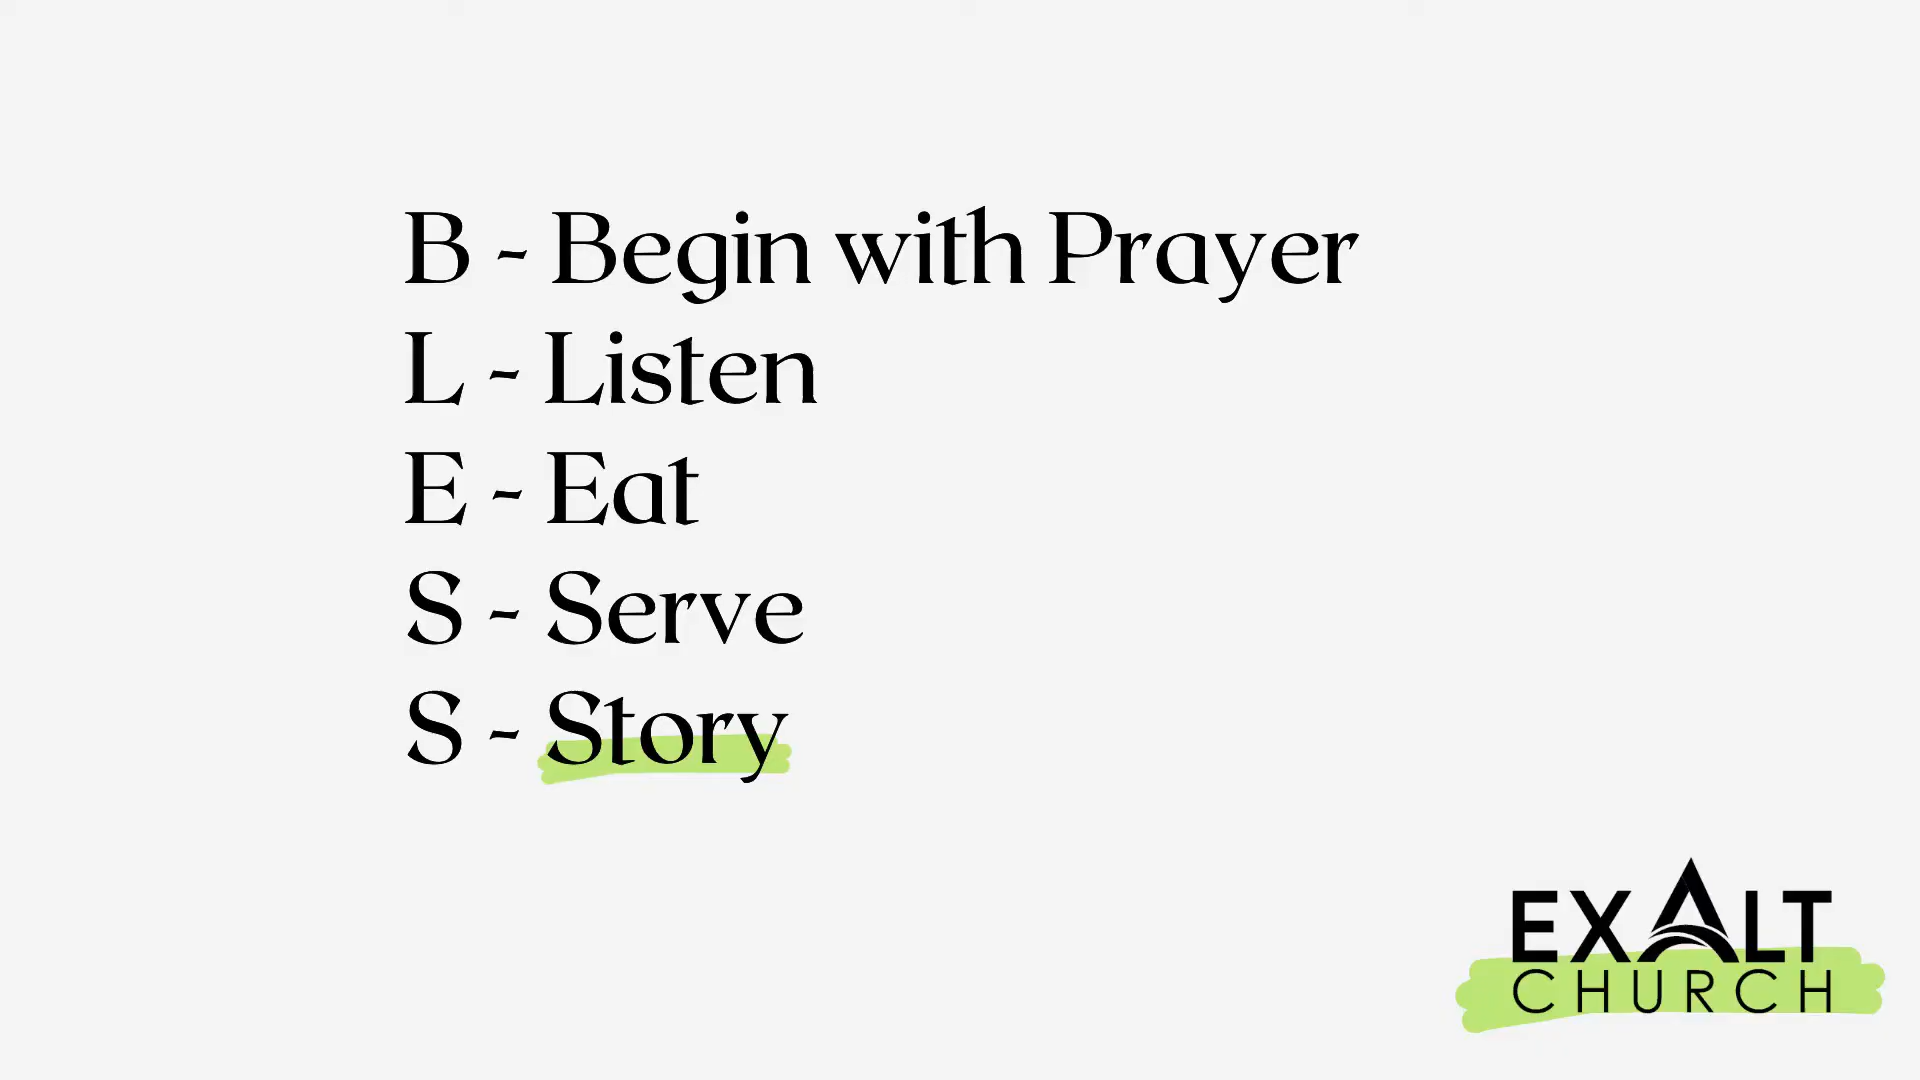 B - Begin with Prayer
L - Listen
E - Eat
S - Serve
S - Story
EXALT
CHURCH